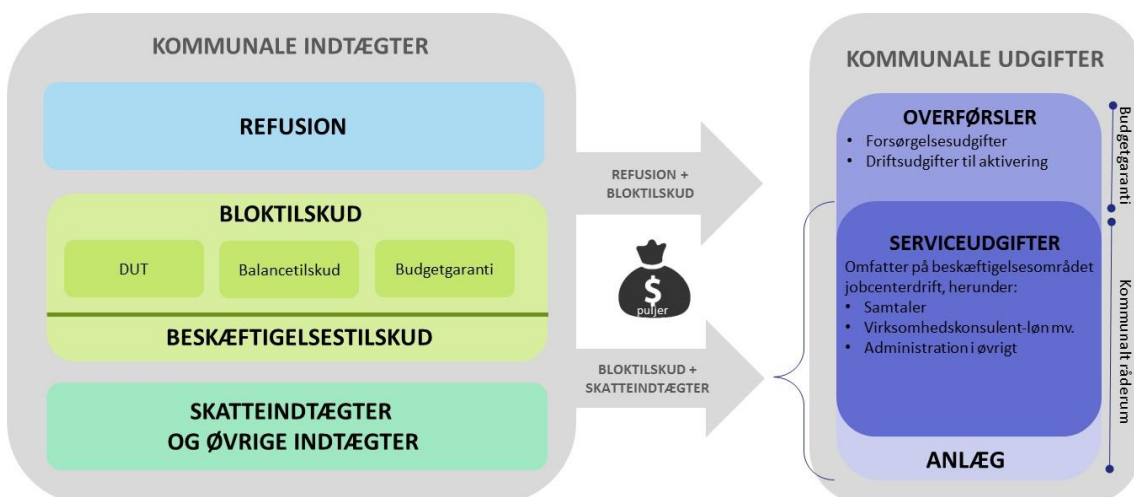 KOMMUNALE INDTÆGTER
REFUSION
BLOKTILSKUD
DUT
Balancetilskud
Budgetgaranti
BESKÆFTIGELSESTILSKUD
SKATTEINDTÆGTER
OG ØVRIGE INDTÆGTER
REFUSION +
BLOKTILSKUD
$
puljer
BLOKTILSKUD +
SKATTEINDTÆGTER
KOMMUNALE UDGIFTER
OVERFØRSLER
• Forsørgelsesudgifter
• Driftsudgifter til aktivering
SERVICEUDGIFTER
Omfatter på beskæftigelsesområdet
jobcenterdrift, herunder:
• Samtaler
• Virksomhedskonsulent-løn mv.
• Administration i øvrigt
ANLÆG
Budgetgaranti
Kommunalt råderum